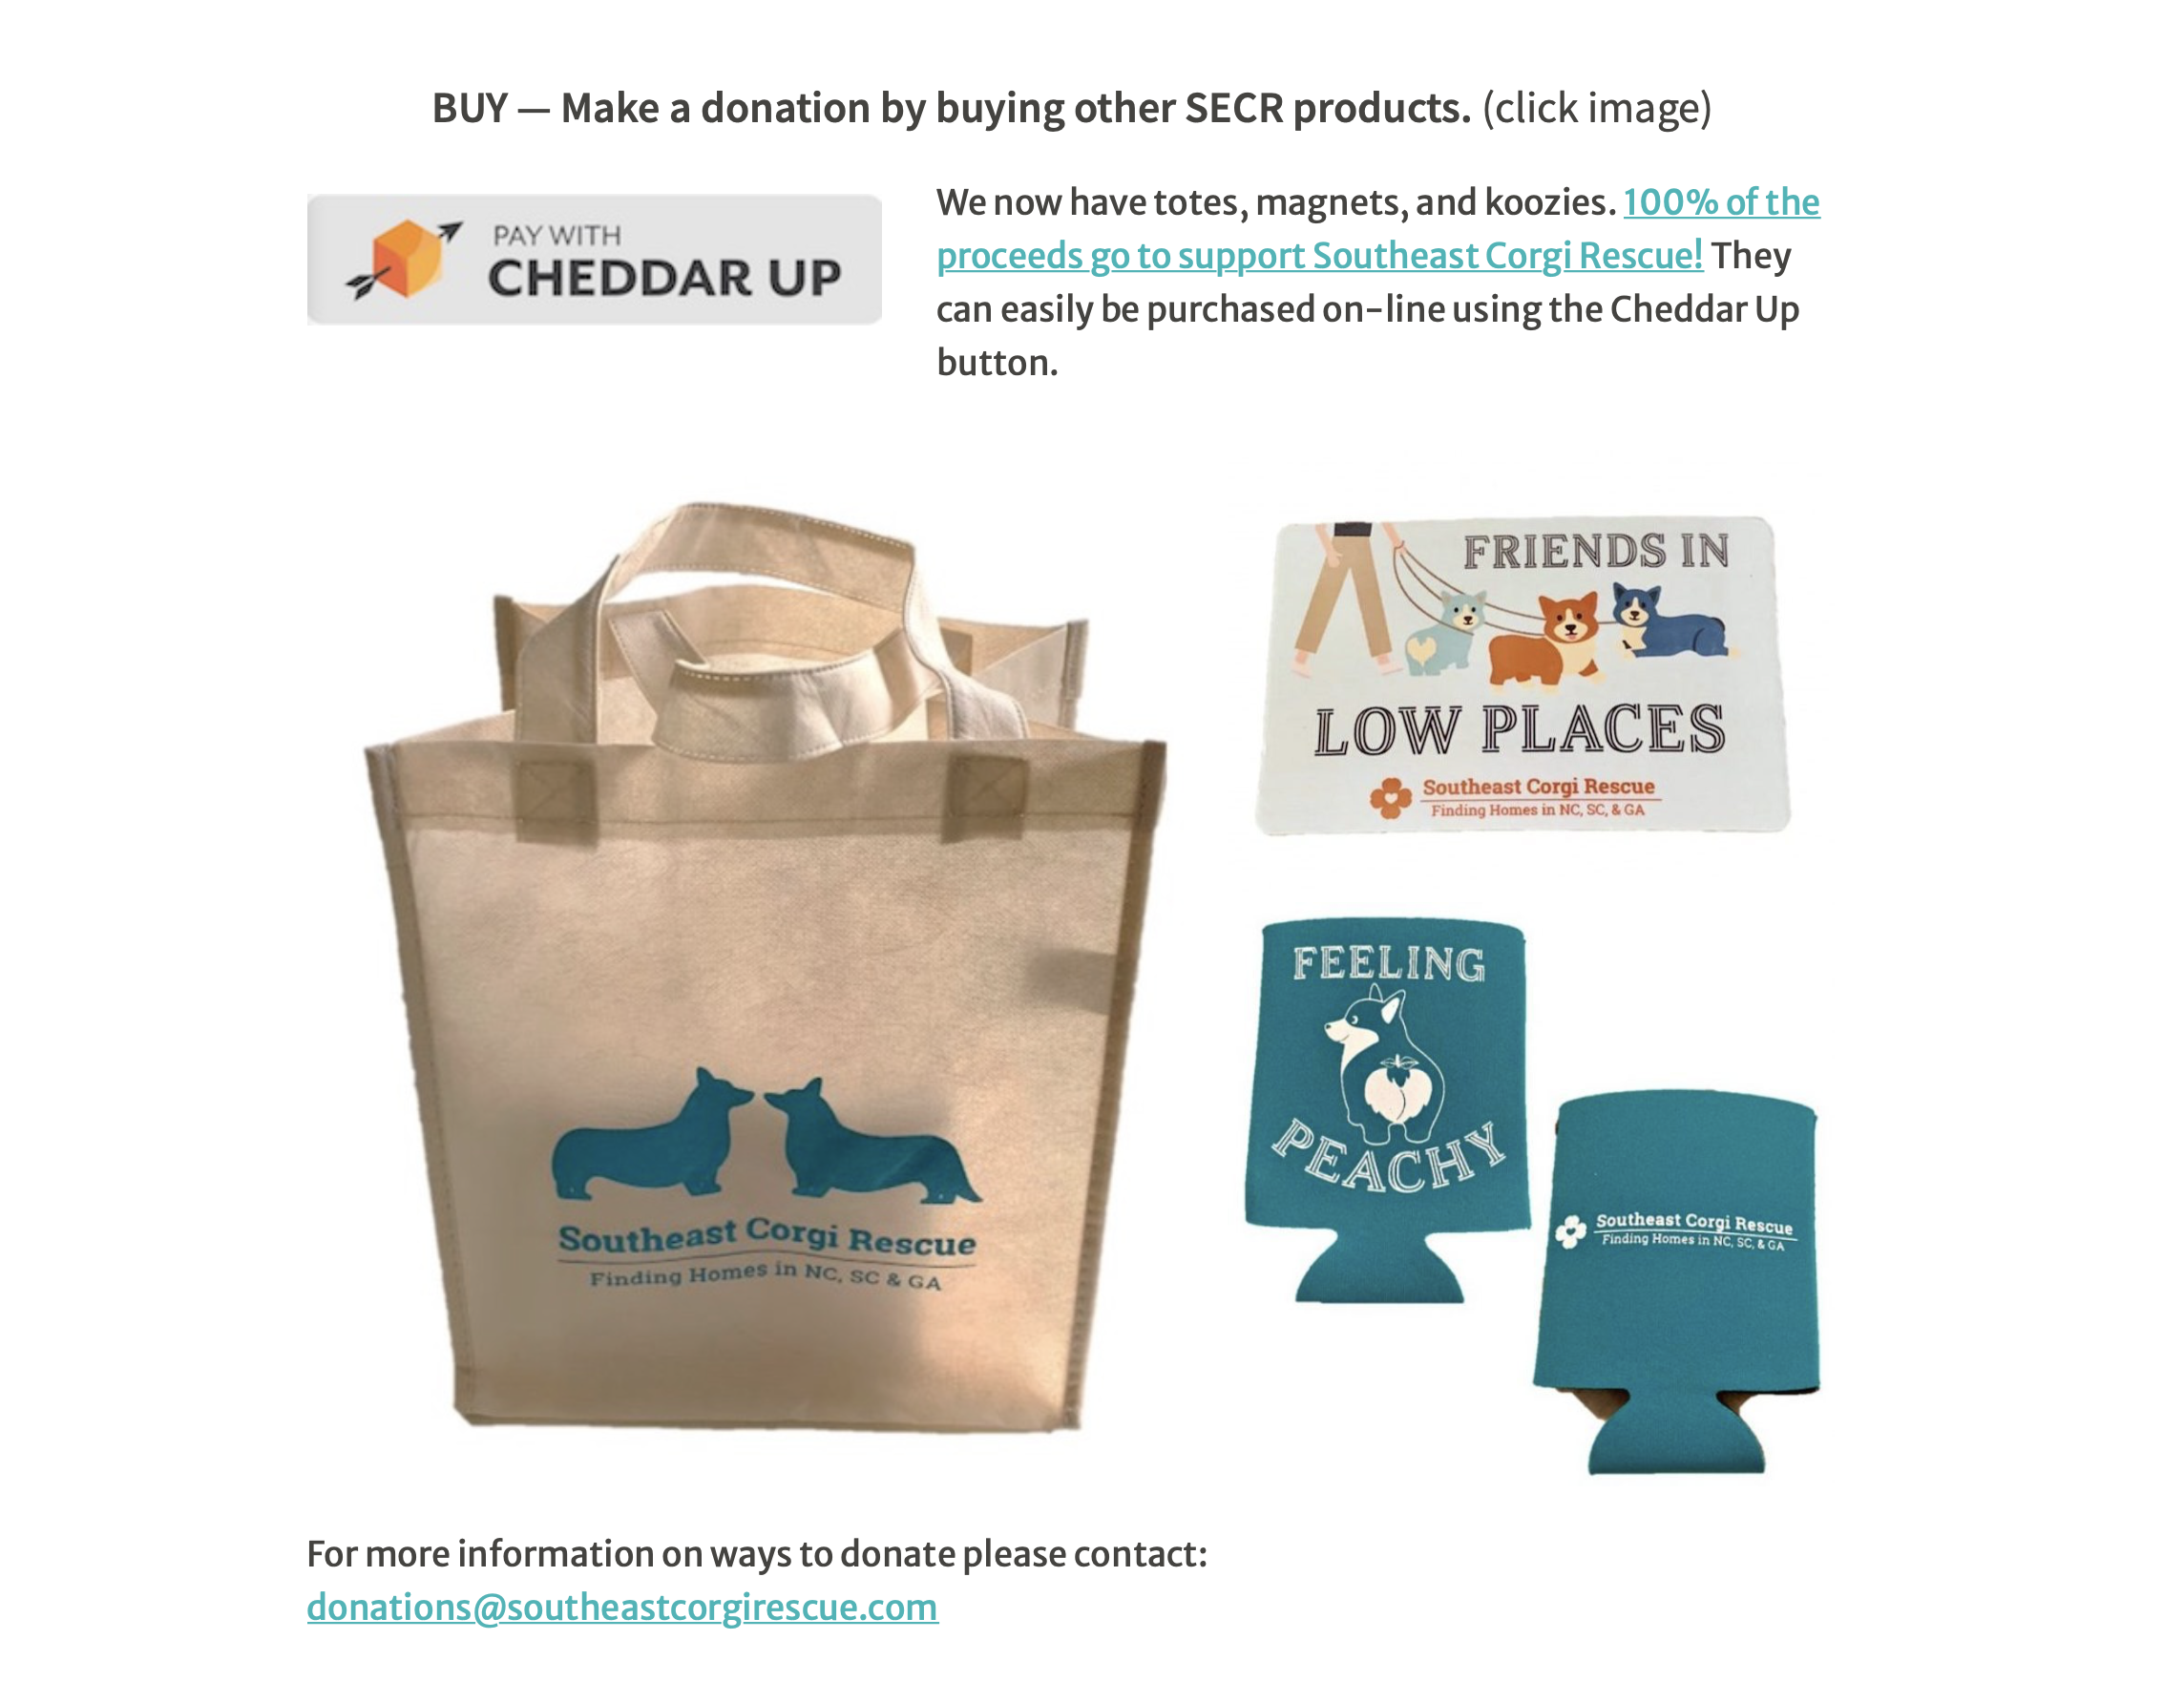 BUY — Make a donation by buying other SECR products. (click image)
PAY WITH
CHEDDAR UP
We now have totes, magnets, and koozies. 100% of the
proceeds go to support Southeast Corgi Rescue! They
can easily be purchased on-line using the Cheddar Up
button.
FRIENDS IN
LOW PLACES
Southeast Corgi Rescue
Finding Homes in NC, SC, & GA
Southeast Corgi Rescue
Finding Homes in NC, SC & GA
FEELING
PEACHY
Southeast Corgi Rescue
Finding Homes in NC, SC, & GA
For more information on ways to donate please contact:
donations@southeastcorgirescue.com